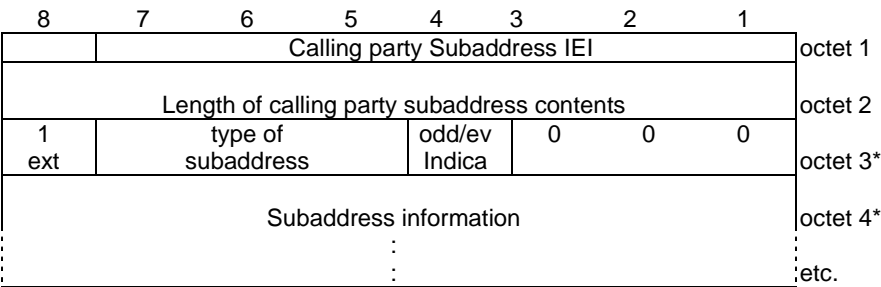 8 7 6 5 4 3 2 1
Calling party Subaddress IEI octet 1
Length of calling party subaddress contents octet 2
1 type of odd/ev 0 0 0
ext subaddress Indica octet 3*
Subaddress information octet 4*
:
: etc.